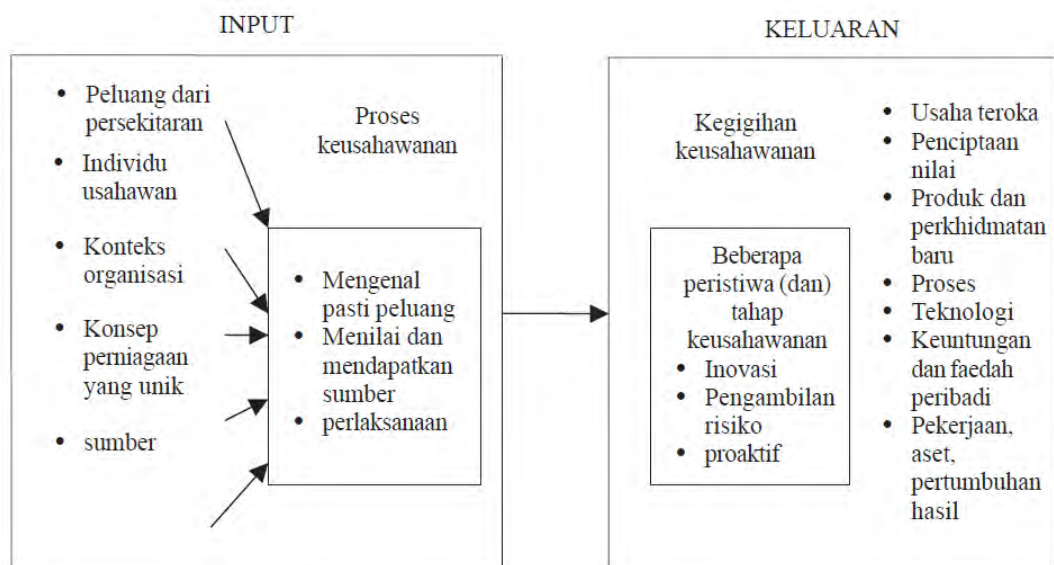 INPUT
• Peluang dari
persekitaran
• Individu
usahawan
• Konteks
organisasi
• Konsep
perniagaan
yang unik
• sumber
Proses
keusahawanan
• Mengenal
pasti peluang
• Menilai dan
mendapatkan
sumber
• perlaksanaan
KELUARAN
Kegigihan
keusahawanan
Beberapa
peristiwa (dan)
tahap
keusahawanan
• Inovasi
• Pengambilan
risiko
• proaktif
• Usaha teroka
• Penciptaan
nilai
• Produk dan
perkhidmatan
baru
• Proses
• Teknologi
• Keuntungan
dan faedah
peribadi
• Pekerjaan,
aset,
pertumbuhan
hasil